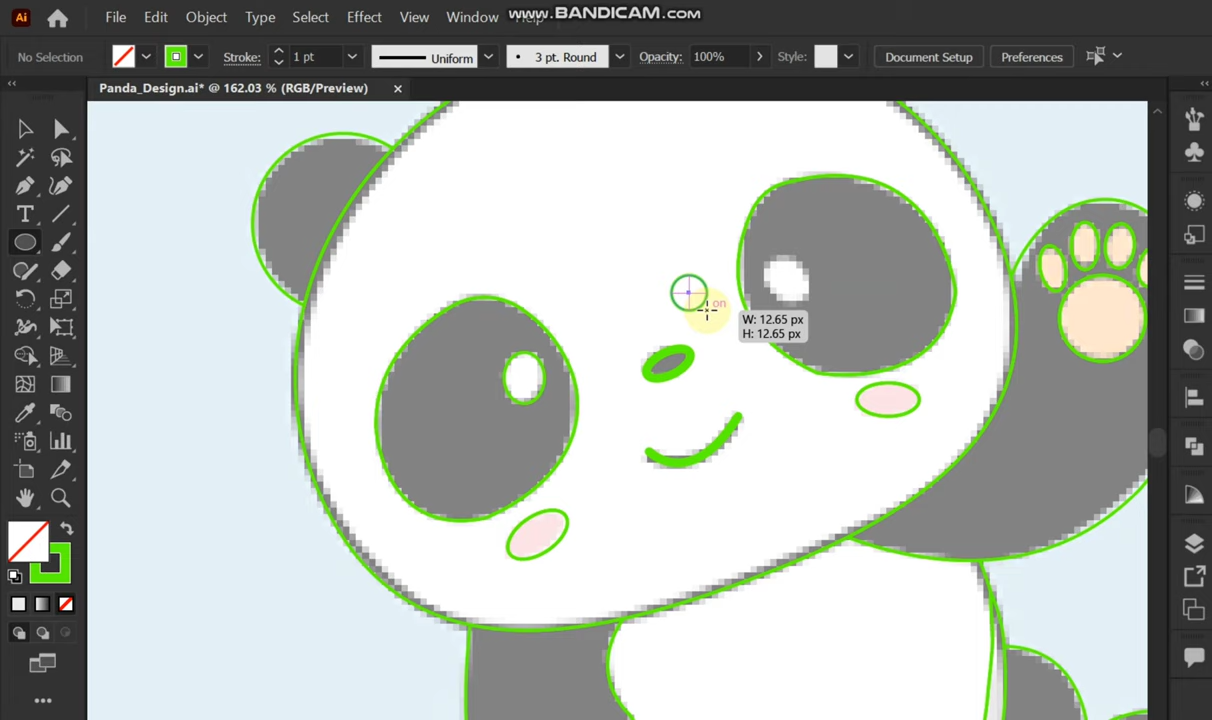 www.BANDICAM.com
Ai File Edit Object Type Select Effect View Window Help
No Selection Stroke: 1 pt Uniform 3 pt. Round Opacity: 100% Style: Document Setup Preferences
Panda_Design.ai* @ 162.03 % (RGB/Preview) ×
on
W: 12.65 px
H: 12.65 px